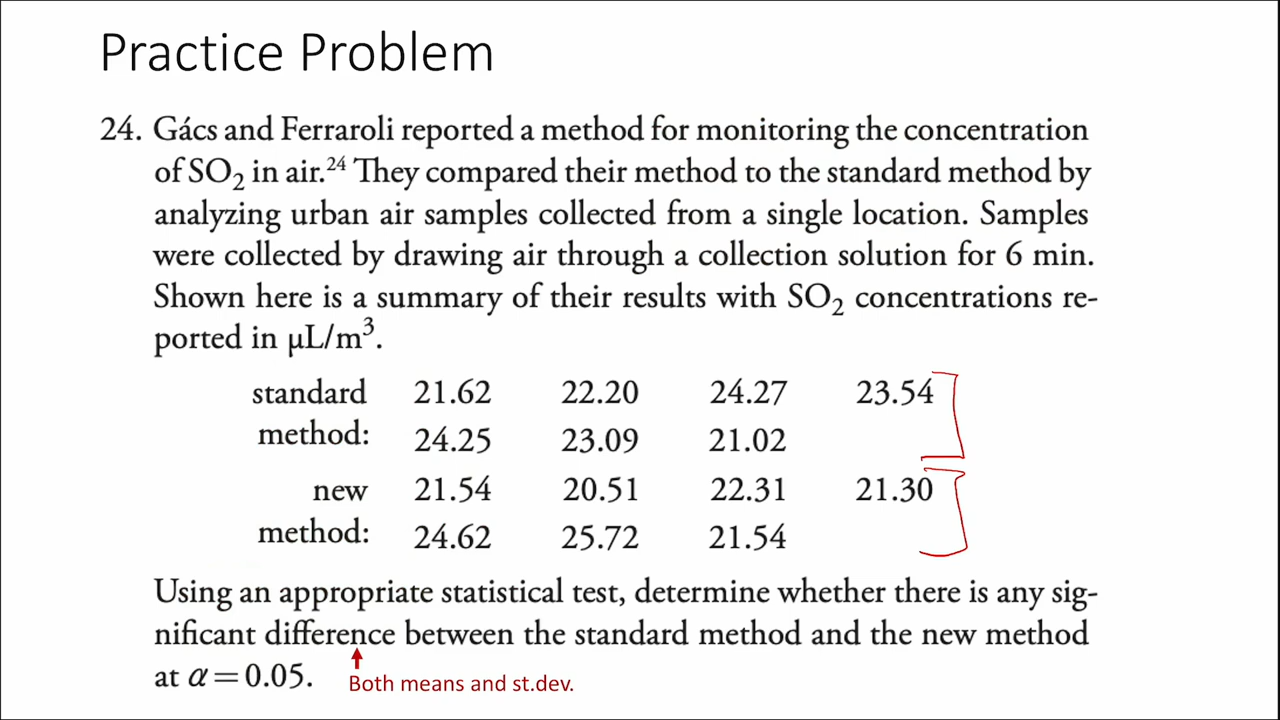 Practice Problem
24. Gács and Ferraroli reported a method for monitoring the concentration
of SO₂ in air.²⁴ They compared their method to the standard method by
analyzing urban air samples collected from a single location. Samples
were collected by drawing air through a collection solution for 6 min.
Shown here is a summary of their results with SO₂ concentrations re-
ported in μL/m³.
standard 21.62 22.20 24.27 23.54
method: 24.25 23.09 21.02
new 21.54 20.51 22.31 21.30
method: 24.62 25.72 21.54
Using an appropriate statistical test, determine whether there is any sig-
nificant difference between the standard method and the new method
at α = 0.05.
Both means and st.dev.